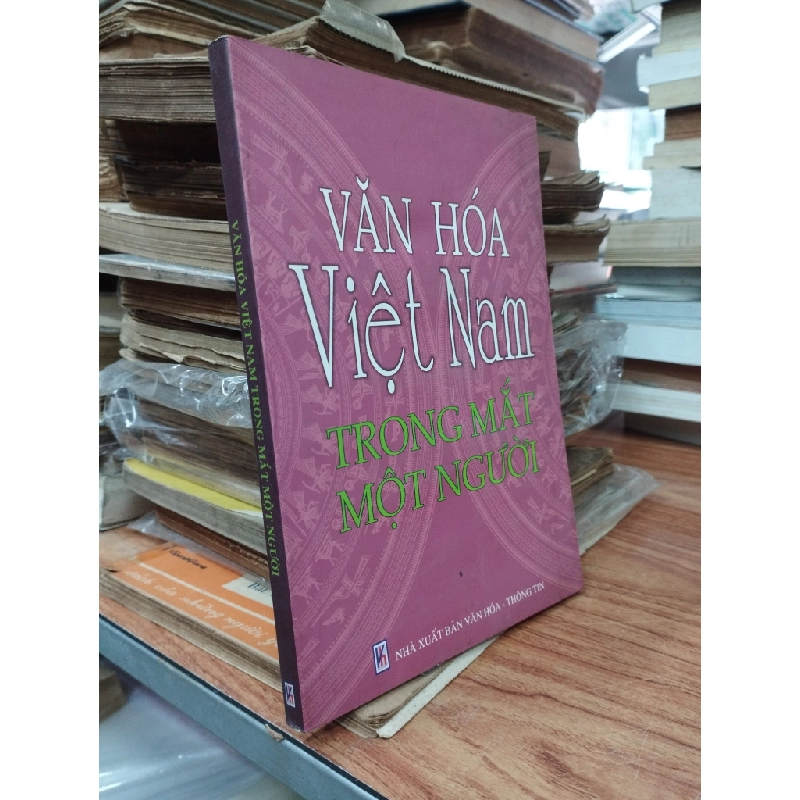 VĂN HÓA
Việt Nam
TRONG MẮT
MỘT NGƯỜI
NHÀ XUẤT BẢN VĂN HÓA - THÔNG TIN
VĂN HÓA VIỆT NAM TRONG MẮT MỘT NGƯỜI